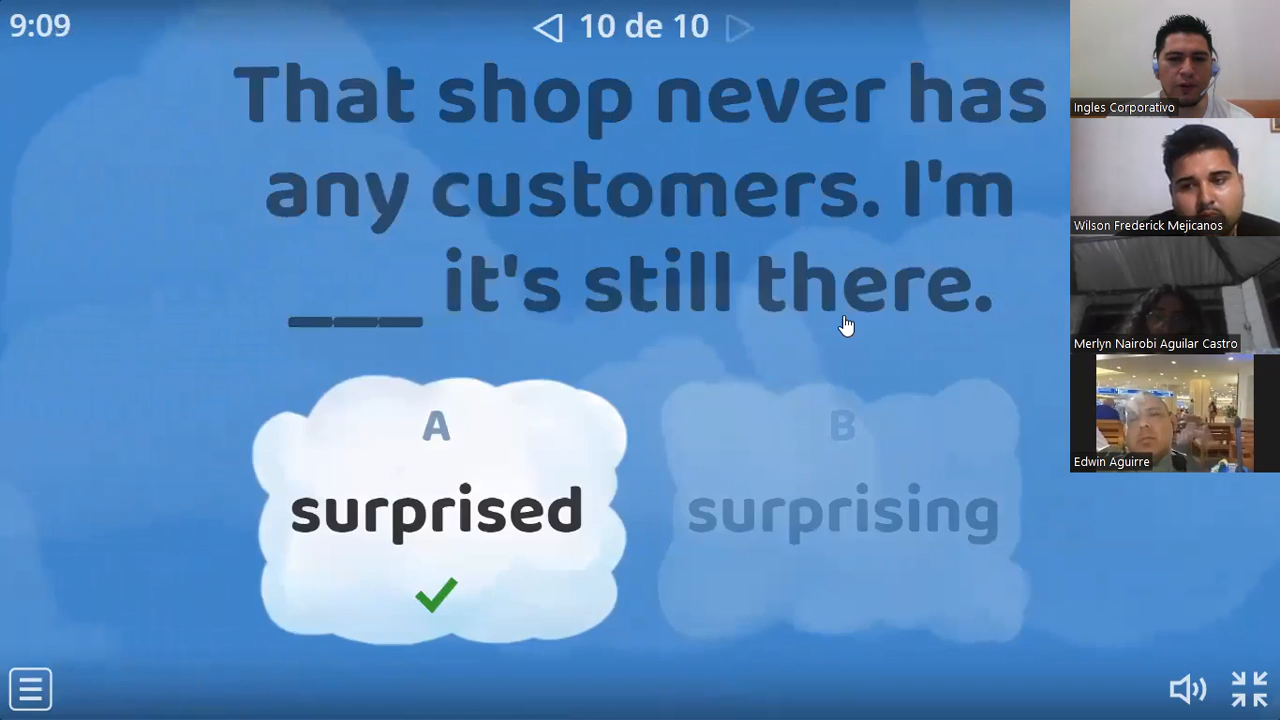 9:09
10 de 10
That shop never has
any customers. I'm
___ it's still there.
A
surprised
B
surprising
Ingles Corporativo
Wilson Frederick Mejicanos
Merlyn Nairobi Aguilar Castro
Edwin Aguirre